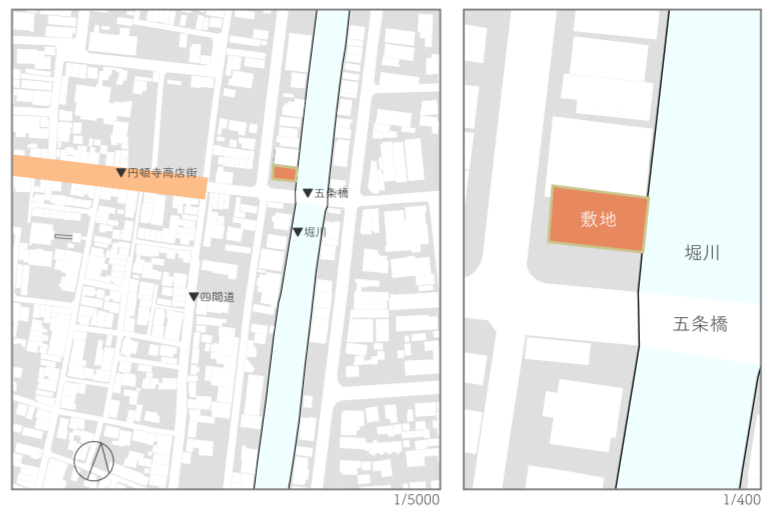 ▼円頓寺商店街
▼五条橋
▼堀川
▼四間道
1/5000
敷地
堀川
五条橋
1/400